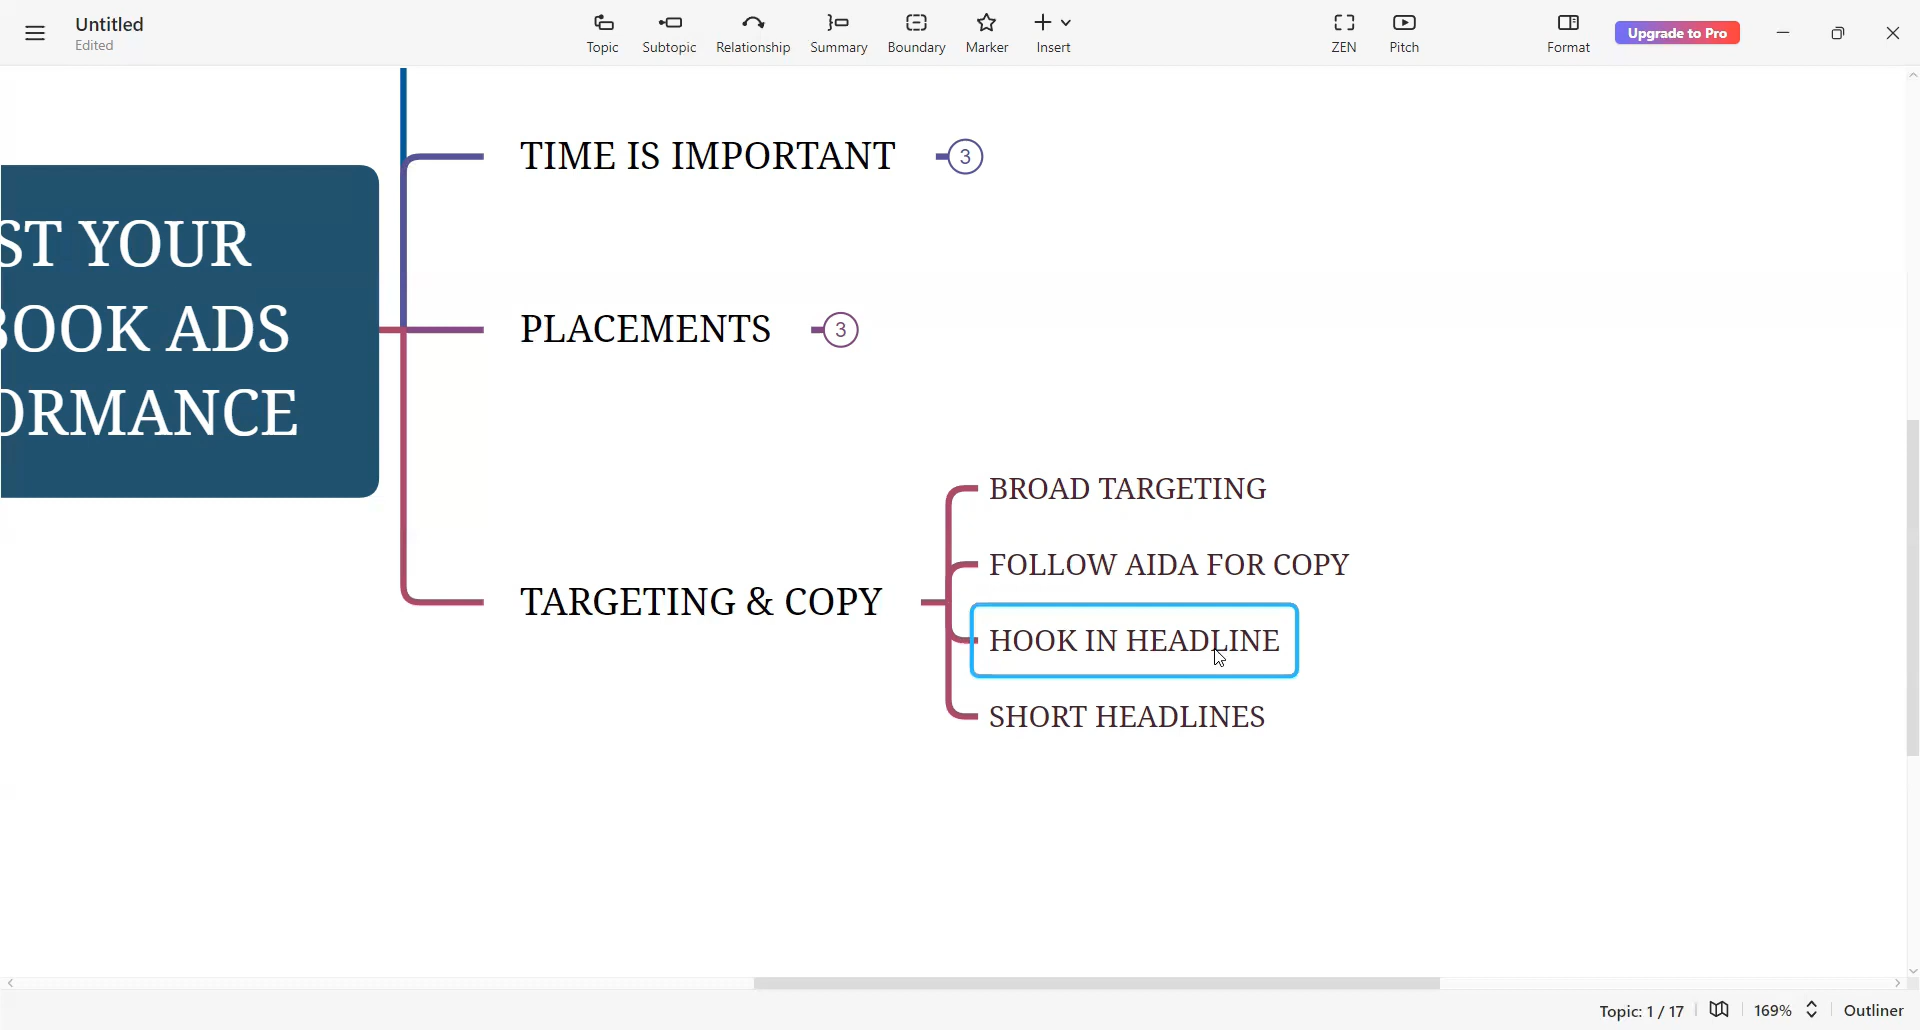 Untitled
Edited
Topic
Subtopic
Relationship
Summary
Boundary
Marker
Insert
ZEN
Pitch
Format
Upgrade to Pro
TIME IS IMPORTANT
3
ST YOUR
BOOK ADS
ORMANCE
PLACEMENTS
3
TARGETING & COPY
BROAD TARGETING
FOLLOW AIDA FOR COPY
HOOK IN HEADLINE
SHORT HEADLINES
Topic: 1 / 17
169%
Outliner